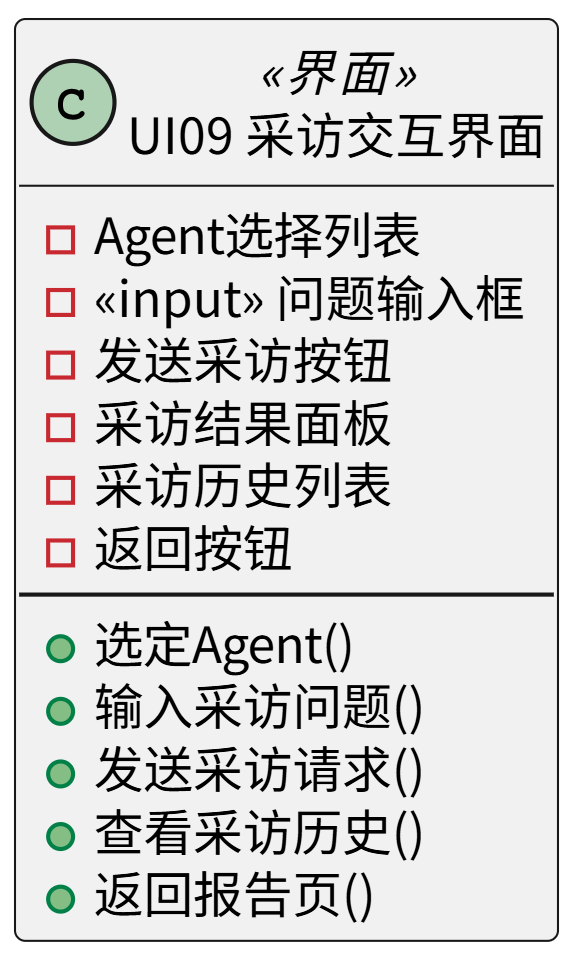 C
«界面»
UI09 采访交互界面
Agent选择列表
«input» 问题输入框
发送采访按钮
采访结果面板
采访历史列表
返回按钮
选定Agent()
输入采访问题()
发送采访请求()
查看采访历史()
返回报告页()